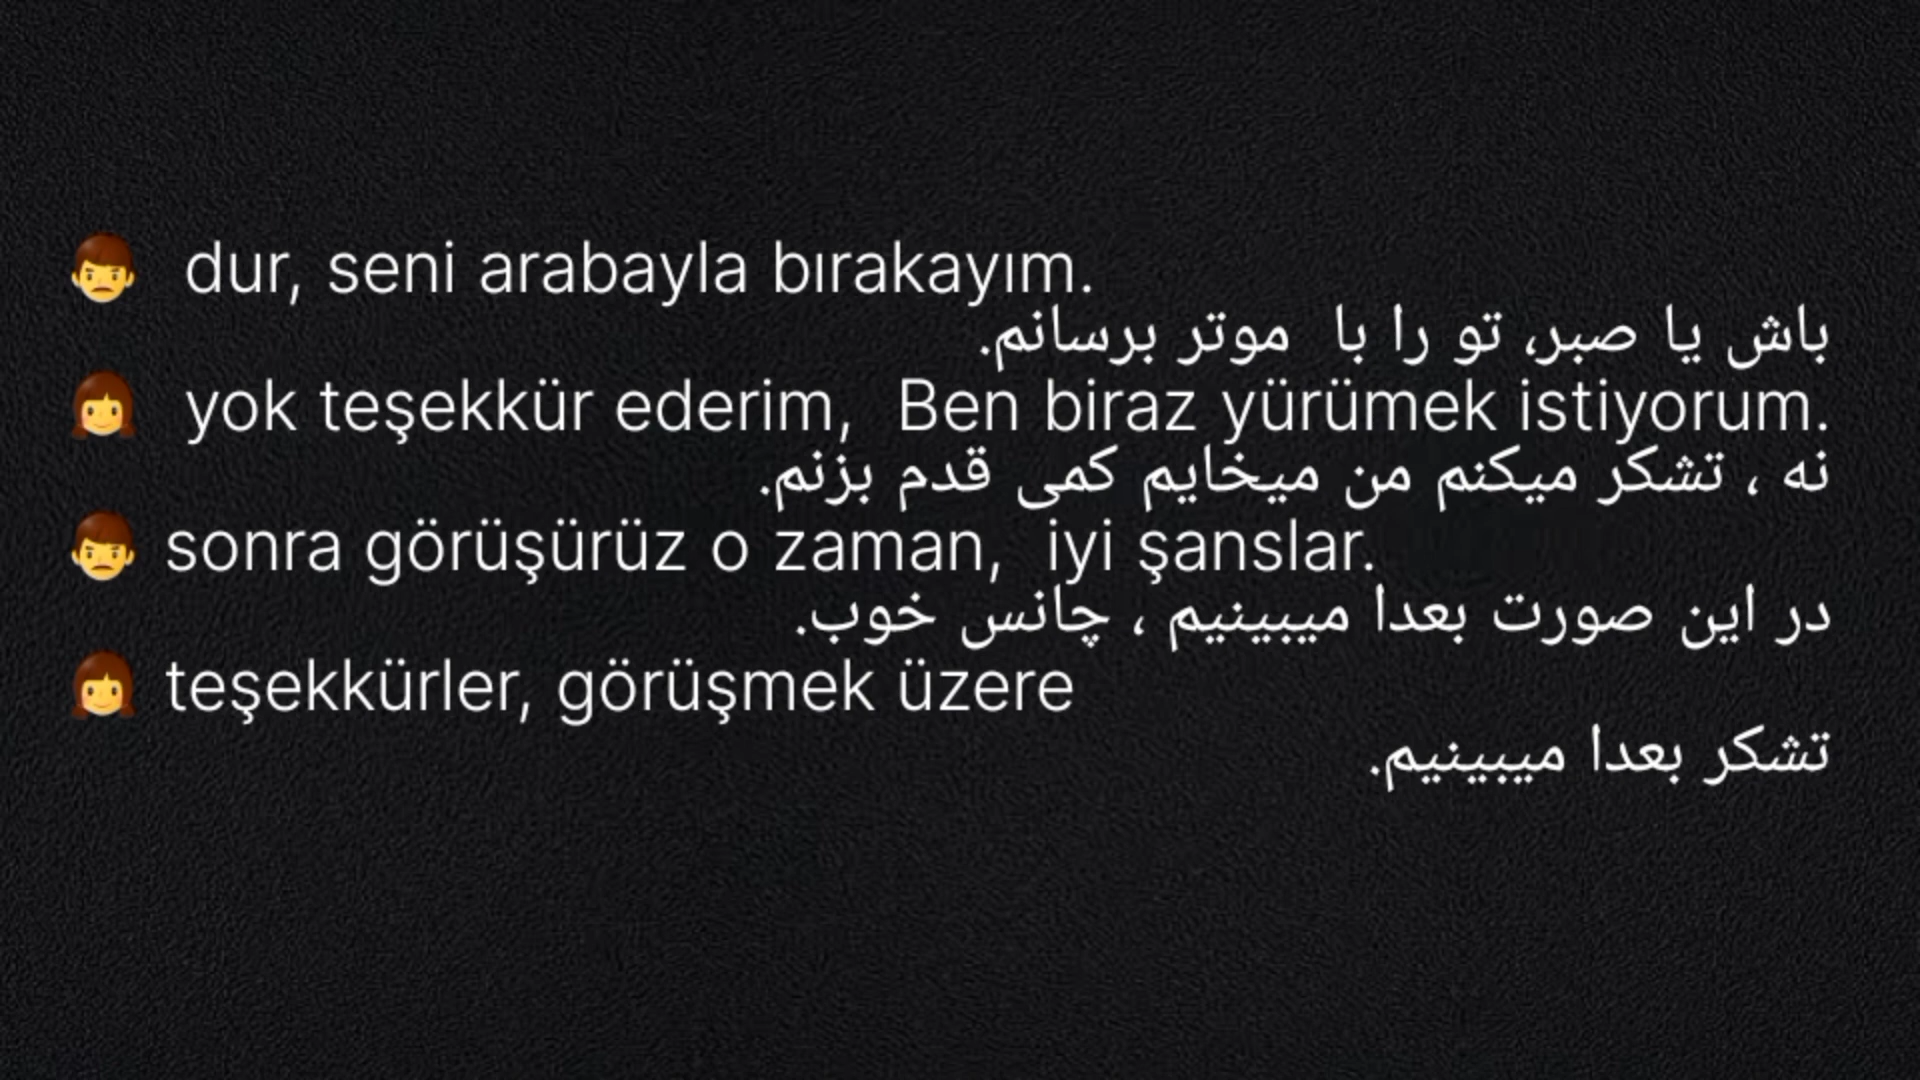 dur, seni arabayla bırakayım.
باش یا صبر، تو را با موتر برسانم.
yok teşekkür ederim, Ben biraz yürümek istiyorum.
نه ، تشکر میکنم من میخایم کمی قدم بزنم.
sonra görüşürüz o zaman, iyi şanslar.
در این صورت بعدا میبینیم ، چانس خوب.
teşekkürler, görüşmek üzere
تشکر بعدا میبینیم.